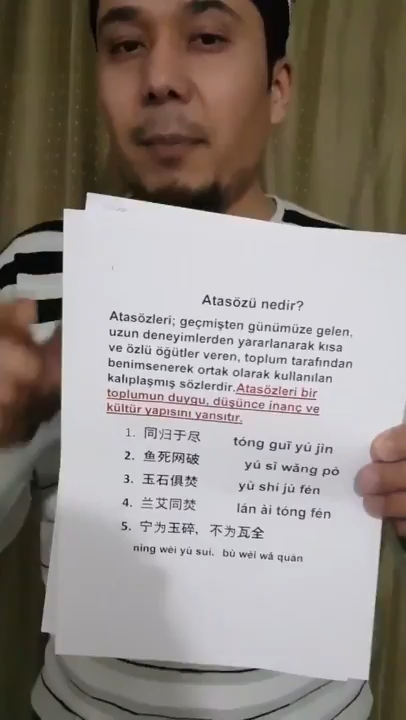 Atasözü nedir?
Atasözleri; geçmişten günümüze gelen,
uzun deneyimlerden yararlanarak kısa
ve özlü öğütler veren, toplum tarafından
benimsenerek ortak olarak kullanılan
kalıplaşmış sözlerdir.Atasözleri bir
toplumun duygu, düşünce inanç ve
kültür yapısını yansıtır.
1. 同归于尽 tóng guī yú jìn
2. 鱼死网破 yú sǐ wǎng pò
3. 玉石俱焚 yù shí jù fén
4. 兰艾同焚 lán ài tóng fén
5. 宁为玉碎，不为瓦全
nìng wéi yù suì, bù wéi wǎ quán